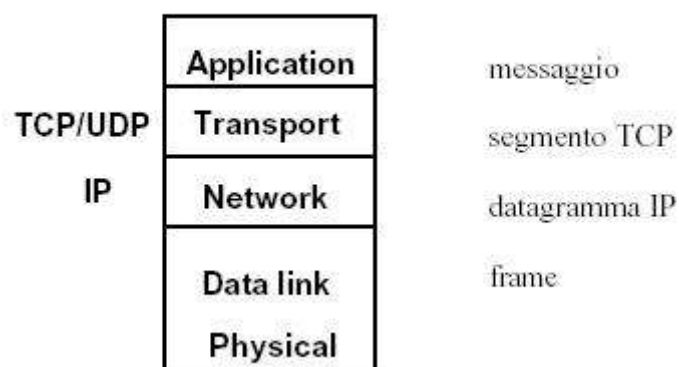 Application messaggio
TCP/UDP Transport segmento TCP
IP Network datagramma IP
Data link frame
Physical